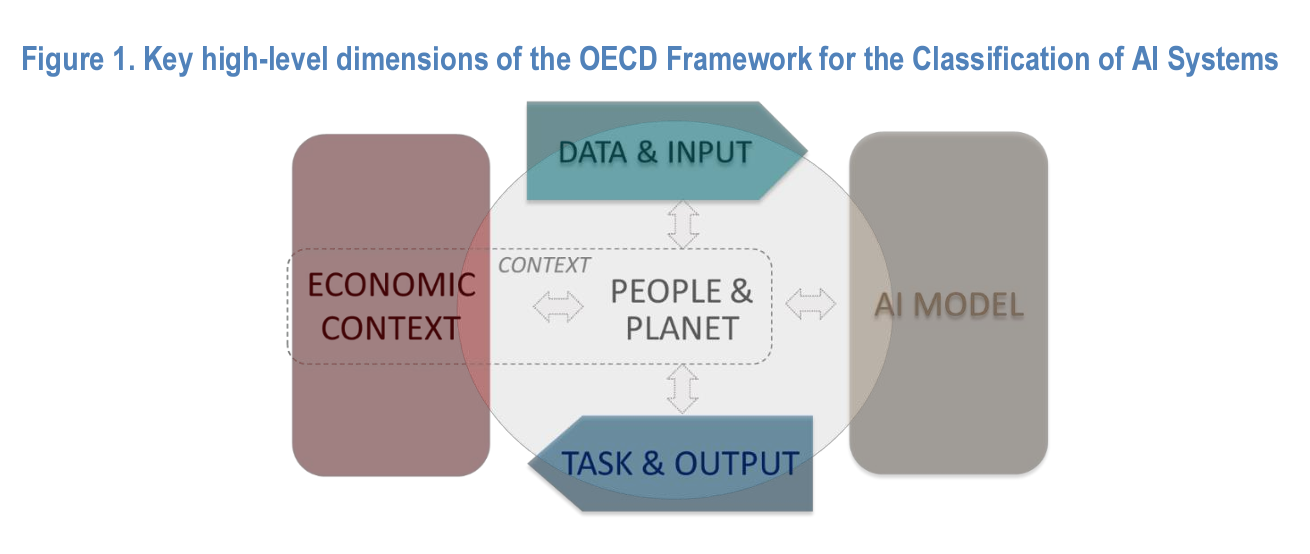 Figure 1. Key high-level dimensions of the OECD Framework for the Classification of AI Systems
DATA & INPUT
ECONOMIC
CONTEXT
CONTEXT
PEOPLE &
PLANET
AI MODEL
TASK & OUTPUT